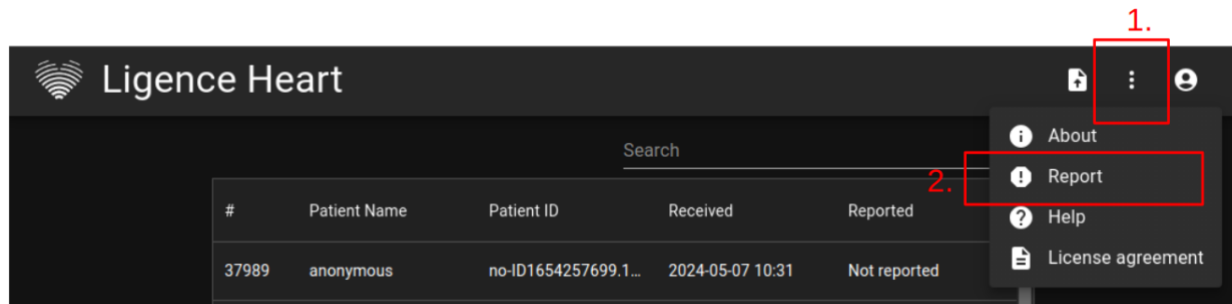 1.
Ligence Heart
About
Search
2.
Report
# Patient Name Patient ID Received Reported
Help
37989 anonymous no-ID1654257699.1... 2024-05-07 10:31 Not reported
License agreement